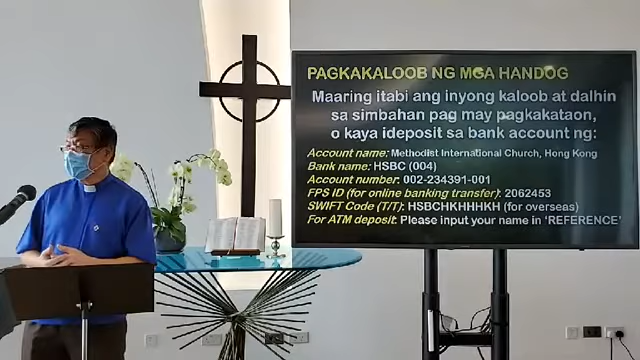 PAGKAKALOOB NG MGA HANDOG
Maaring itabi ang inyong kaloob at dalhin
sa simbahan pag may pagkakataon,
o kaya ideposit sa bank account ng:
Account name: Methodist International Church, Hong Kong
Bank name: HSBC (004)
Account number: 002-234391-001
FPS ID (for online banking transfer): 2062453
SWIFT Code (T/T): HSBCHKHHHKH (for overseas)
For ATM deposit: Please input your name in 'REFERENCE'